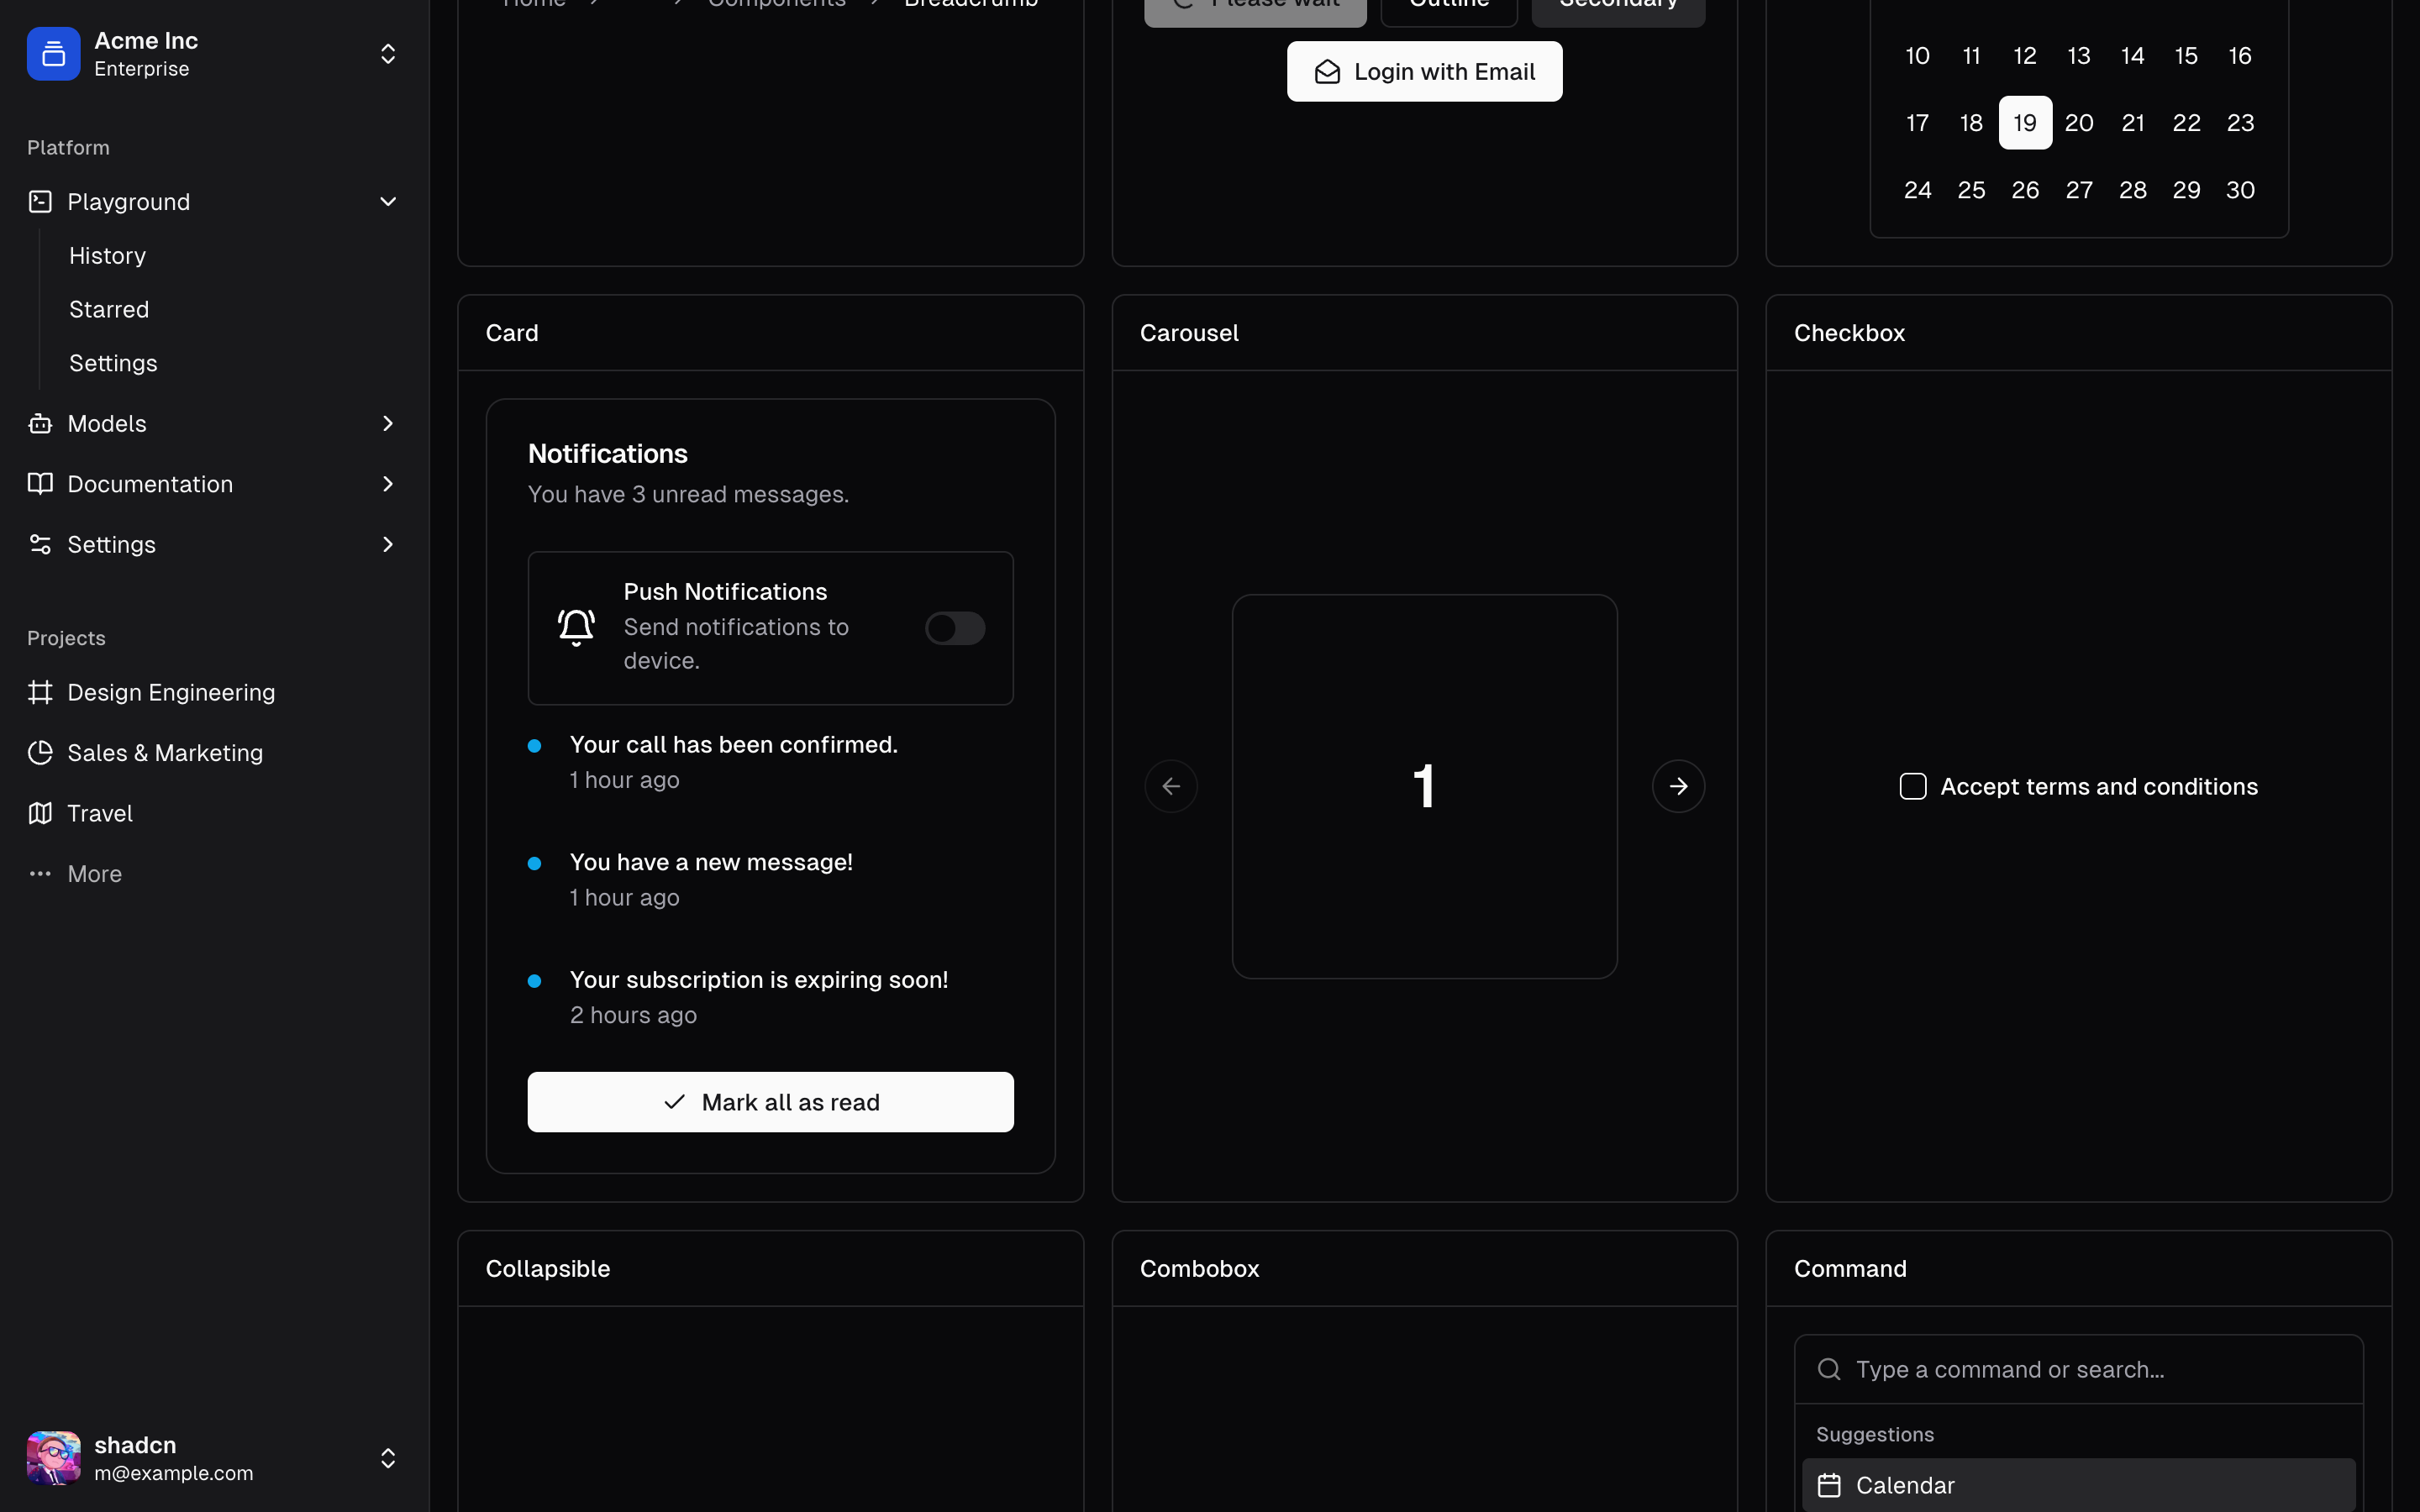 Acme Inc
Enterprise
Platform
Playground
History
Starred
Settings
Models
Documentation
Settings
Projects
Design Engineering
Sales & Marketing
Travel
More
shadcn
m@example.com
Home
Components
Breadcrumb
Please wait
Outline
Secondary
Login with Email
10 11 12 13 14 15 16
17 18 19 20 21 22 23
24 25 26 27 28 29 30
Card
Notifications
You have 3 unread messages.
Push Notifications
Send notifications to
device.
Your call has been confirmed.
1 hour ago
You have a new message!
1 hour ago
Your subscription is expiring soon!
2 hours ago
Mark all as read
Carousel
1
Checkbox
Accept terms and conditions
Collapsible
Combobox
Command
Type a command or search...
Suggestions
Calendar